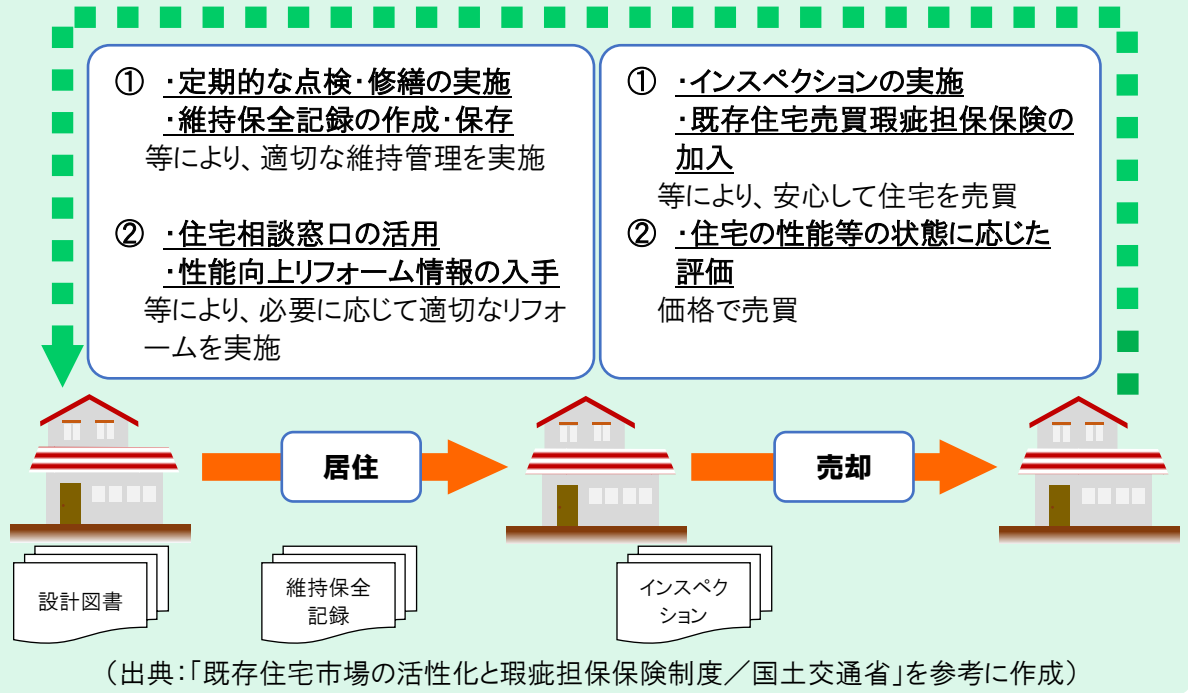 ① ・定期的な点検・修繕の実施
・維持保全記録の作成・保存
等により、適切な維持管理を実施
② ・住宅相談窓口の活用
・性能向上リフォーム情報の入手
等により、必要に応じて適切なリフォ
ームを実施
① ・インスペクションの実施
・既存住宅売買瑕疵担保保険の
加入
等により、安心して住宅を売買
② ・住宅の性能等の状態に応じた
評価
価格で売買
居住
売却
設計図書
維持保全
記録
インスペク
ション
（出典：「既存住宅市場の活性化と瑕疵担保保険制度／国土交通省」を参考に作成）